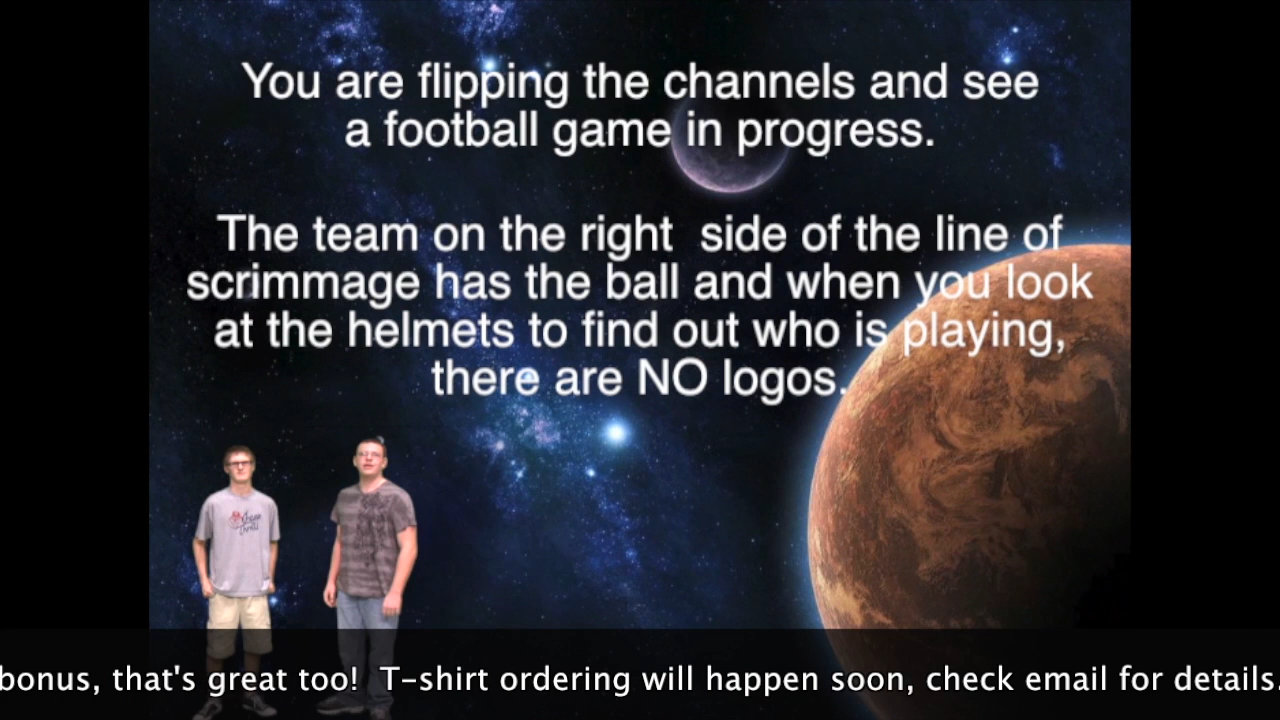 You are flipping the channels and see
a football game in progress.
The team on the right side of the line of
scrimmage has the ball and when you look
at the helmets to find out who is playing,
there are NO logos.
bonus, that's great too! T-shirt ordering will happen soon, check email for details.